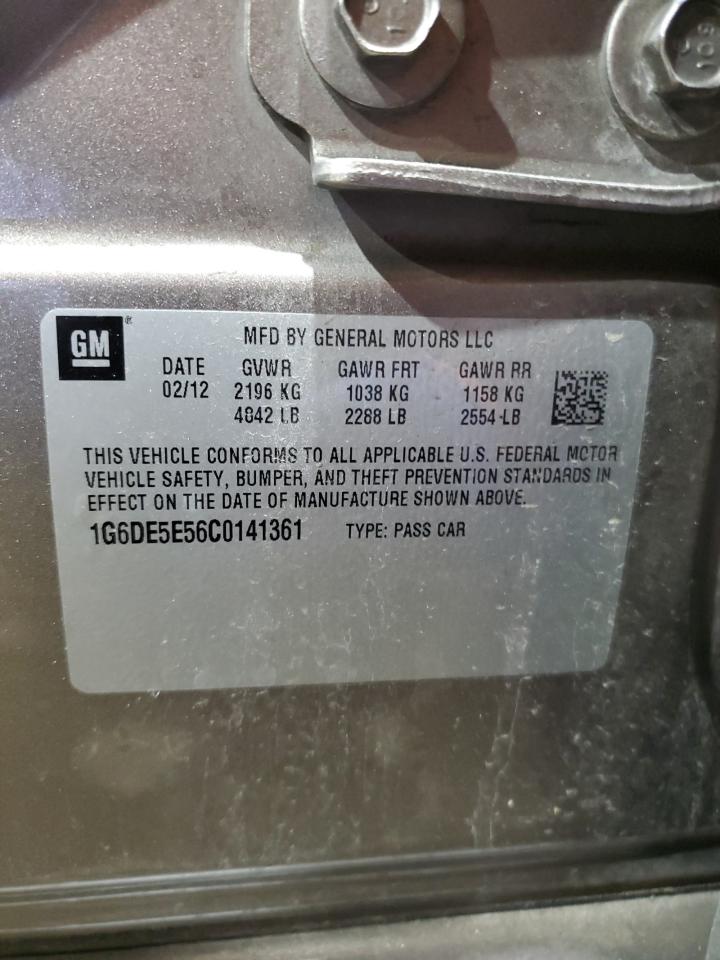 GM®
MFD BY GENERAL MOTORS LLC
DATE GVWR GAWR FRT GAWR RR
02/12 2196 KG 1038 KG 1158 KG
4842 LB 2288 LB 2554 LB
THIS VEHICLE CONFORMS TO ALL APPLICABLE U.S. FEDERAL MOTOR
VEHICLE SAFETY, BUMPER, AND THEFT PREVENTION STANDARDS IN
EFFECT ON THE DATE OF MANUFACTURE SHOWN ABOVE.
1G6DE5E56C0141361 TYPE: PASS CAR